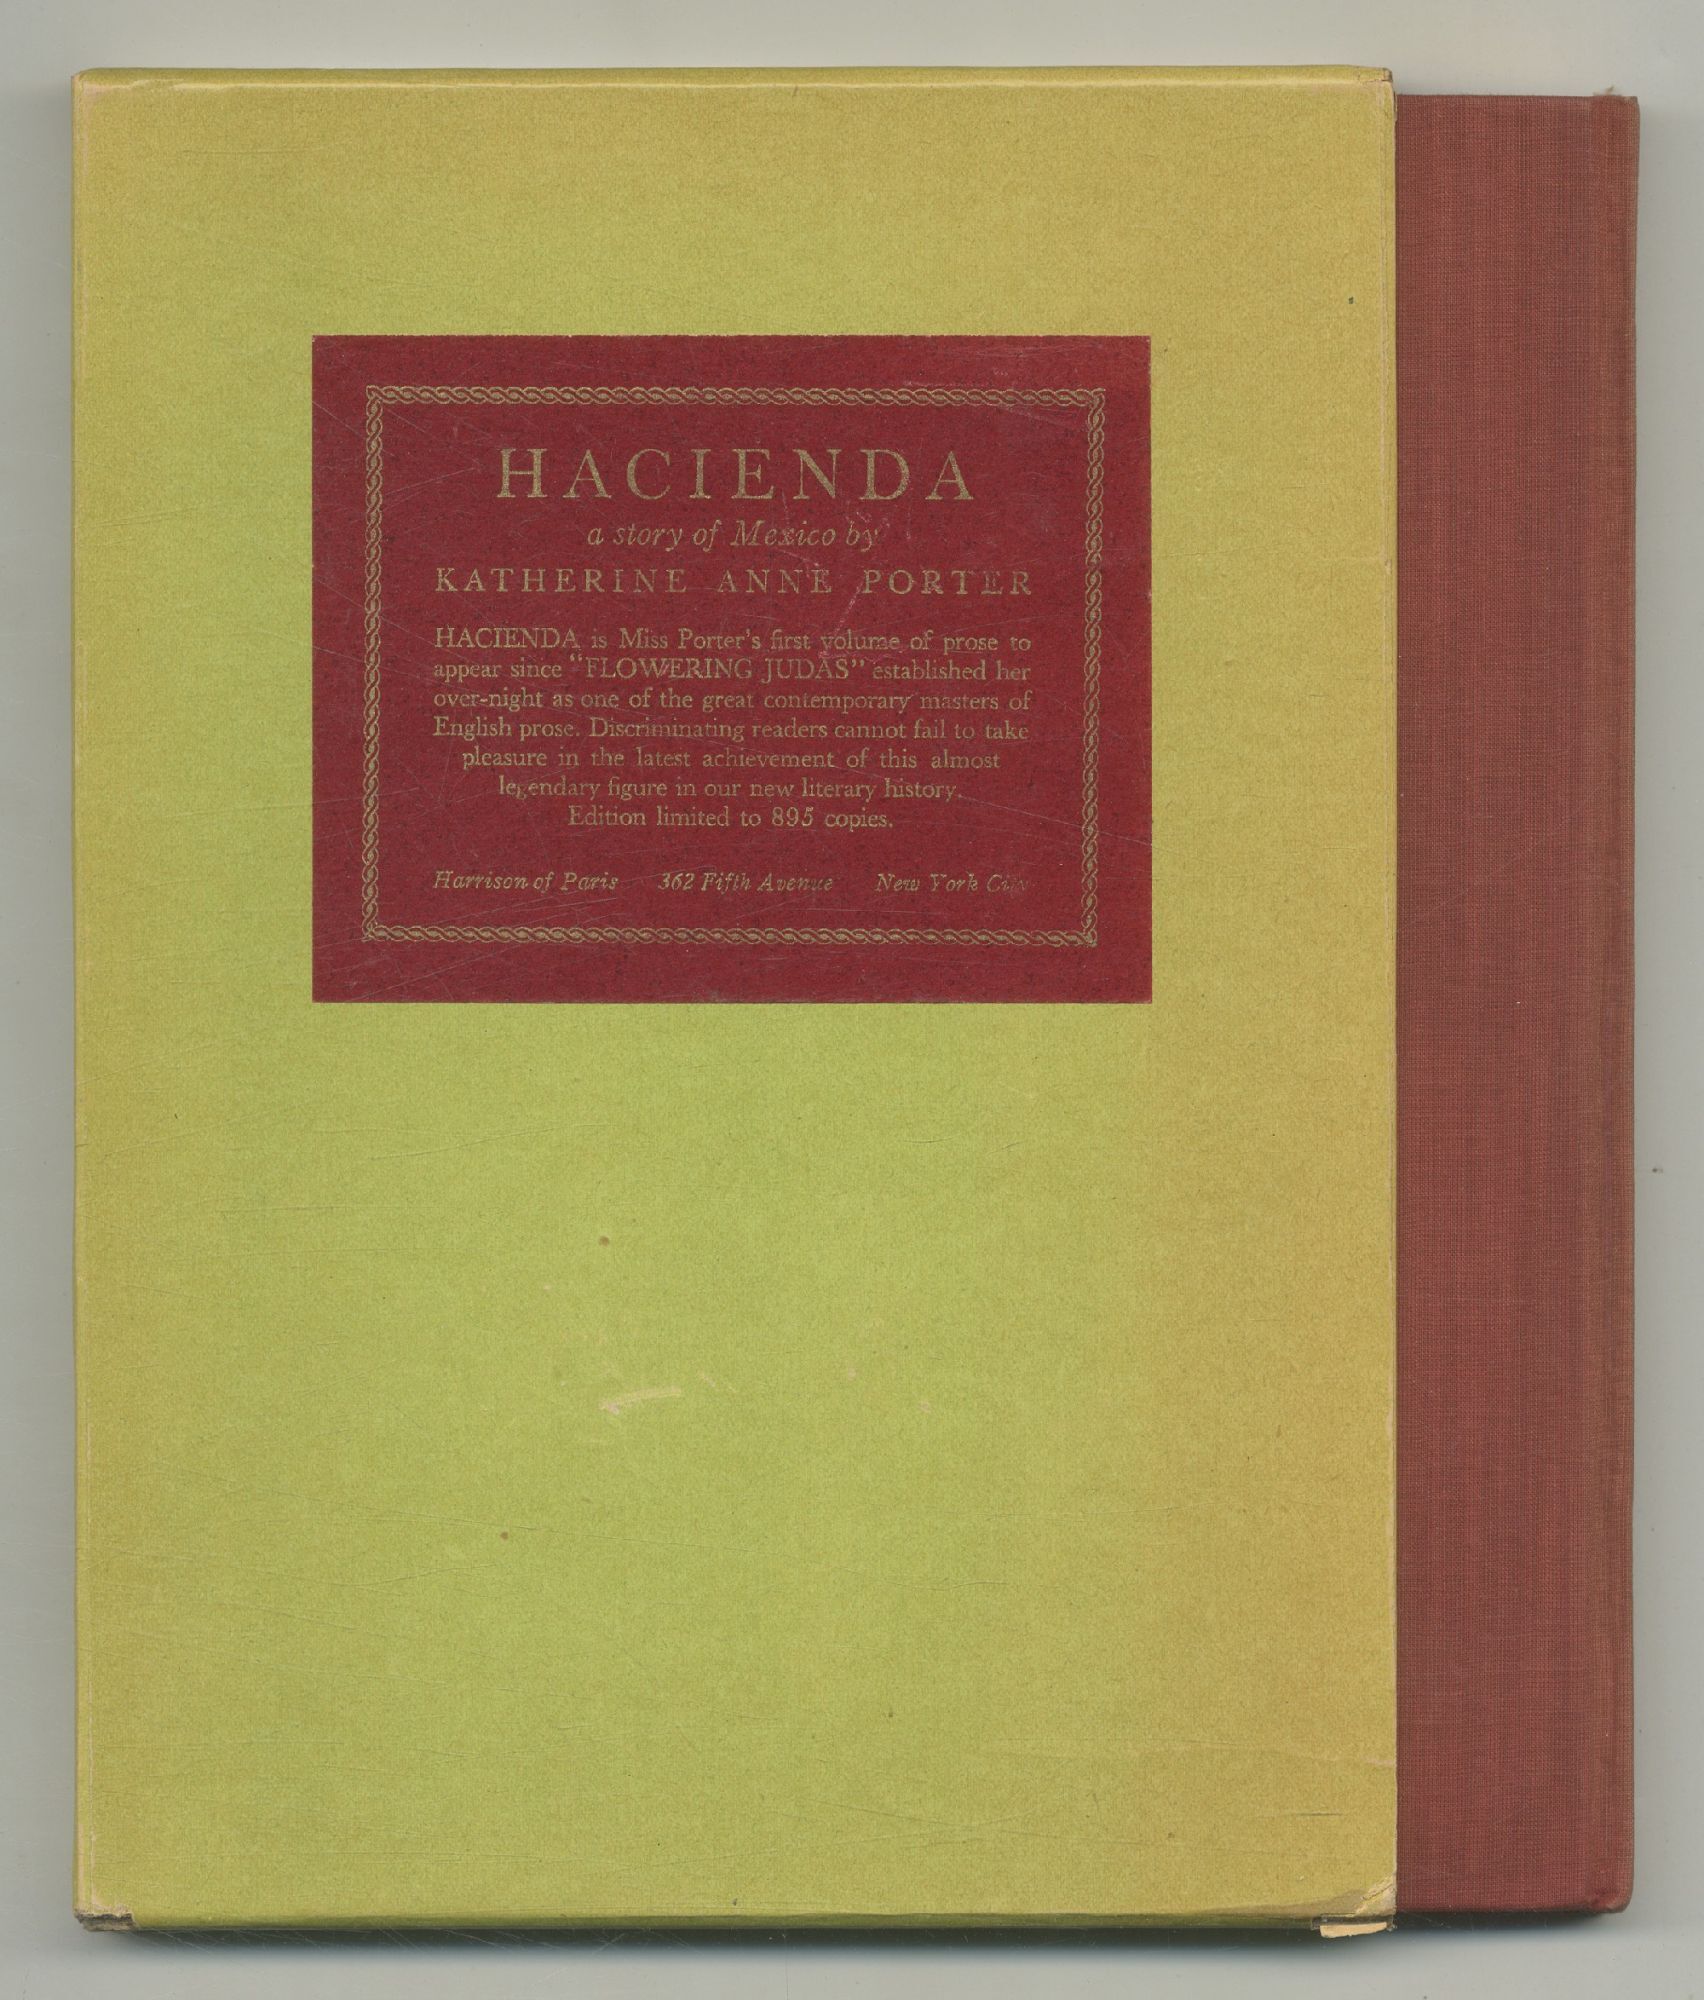 HACIENDA
a story of Mexico by
KATHERINE ANNE PORTER
HACIENDA is Miss Porter's first volume of prose to
appear since "FLOWERING JUDAS" established her
over-night as one of the great contemporary masters of
English prose. Discriminating readers cannot fail to take
pleasure in the latest achievement of this almost
legendary figure in our new literary history.
Edition limited to 895 copies.
Harrison of Paris 362 Fifth Avenue New York City